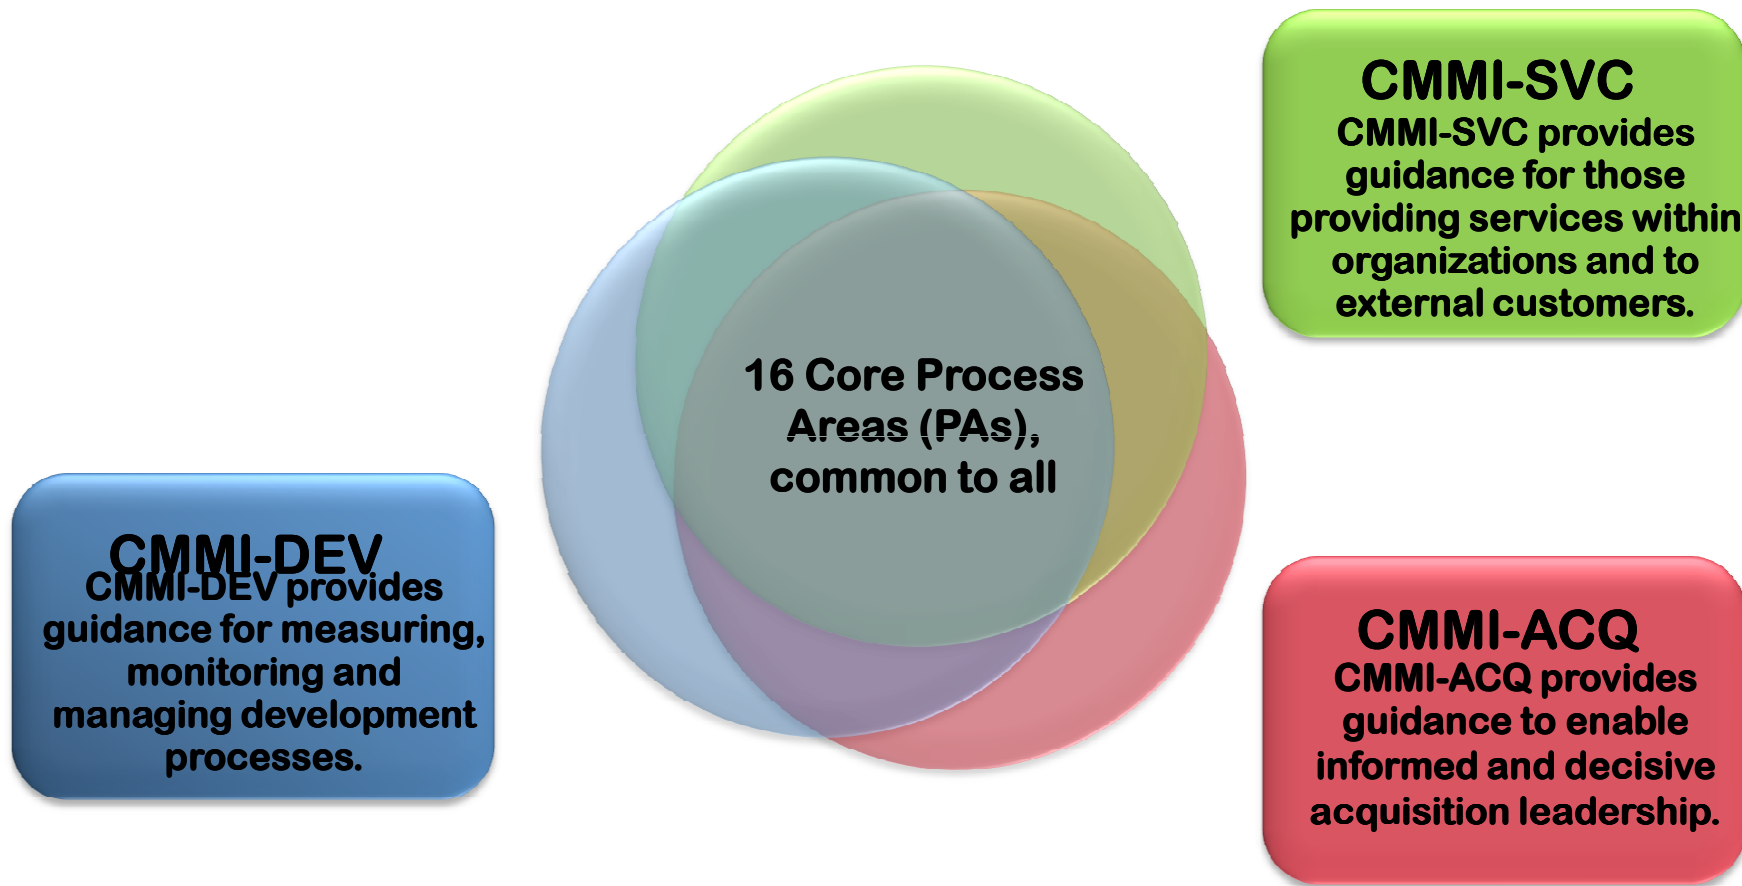 CMMI-SVC
CMMI-SVC provides
guidance for those
providing services within
organizations and to
external customers.
16 Core Process
Areas (PAs),
common to all
CMMI-DEV
CMMI-DEV provides
guidance for measuring,
monitoring and
managing development
processes.
CMMI-ACQ
CMMI-ACQ provides
guidance to enable
informed and decisive
acquisition leadership.